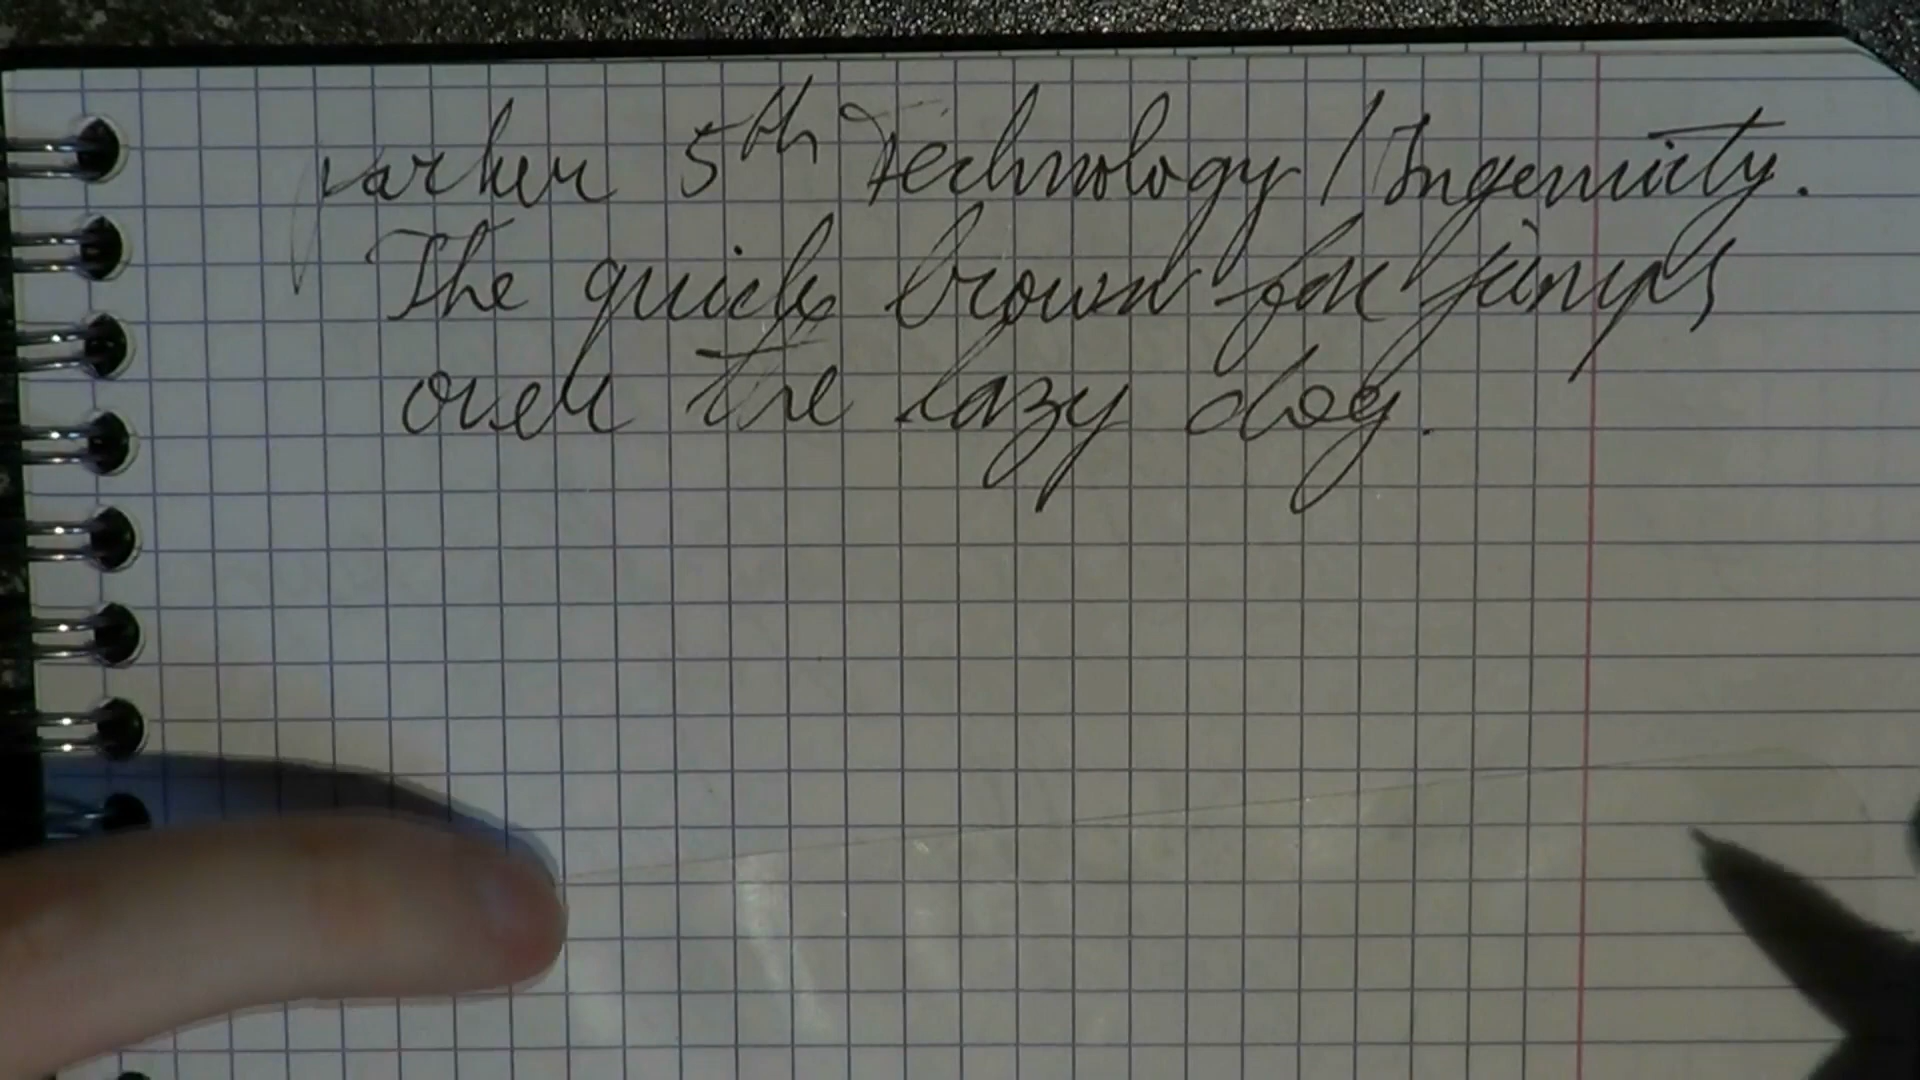 parker 5th Technology / Ingenuity.
The quick brown fox jumps
over the lazy dog.